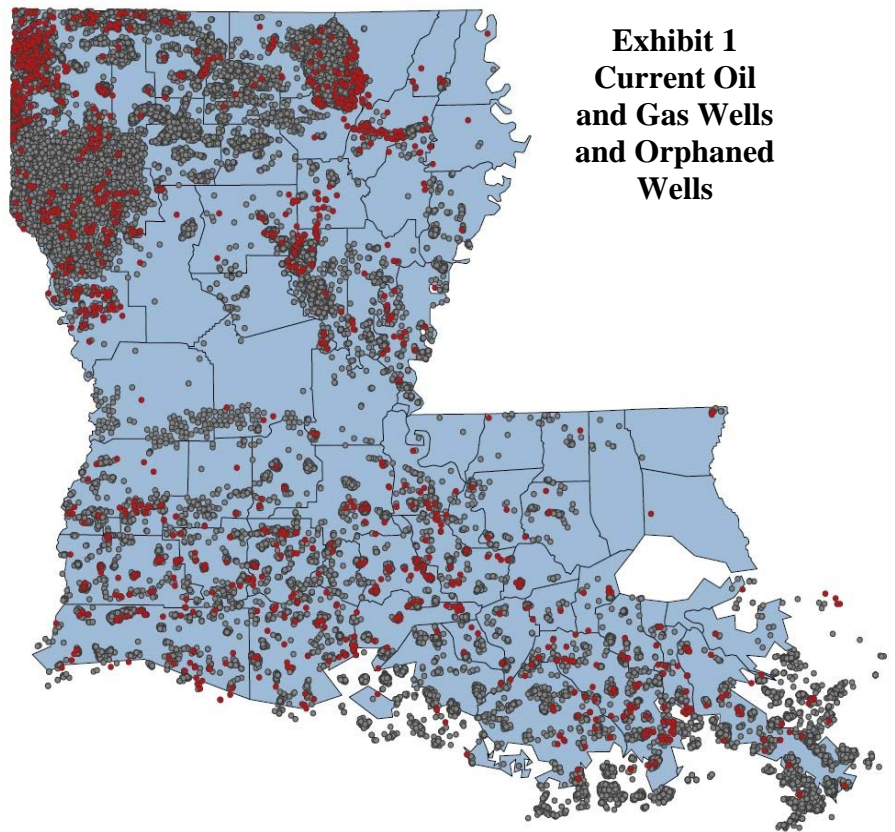 Exhibit 1
Current Oil
and Gas Wells
and Orphaned
Wells